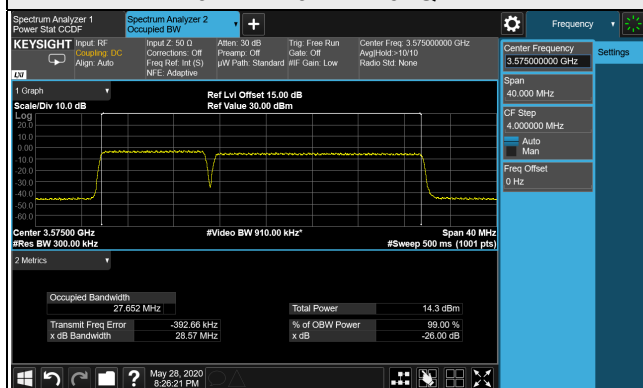 Spectrum Analyzer 1
Power Stat CCDF
Spectrum Analyzer 2
Occupied BW
Frequency
KEYSIGHT
LXI
Input: RF
Coupling: DC
Align: Auto
Input Z: 50 Ω
Corrections: Off
Freq Ref: Int (S)
NFE: Adaptive
Atten: 30 dB
Preamp: Off
µW Path: Standard
Trig: Free Run
Gate: Off
#IF Gain: Low
Center Freq: 3.575000000 GHz
Avg|Hold:>10/10
Radio Std: None
Center Frequency
3.575000000 GHz
Settings
Span
40.000 MHz
CF Step
4.000000 MHz
Auto
Man
Freq Offset
0 Hz
1 Graph
Scale/Div 10.0 dB
Ref Lvl Offset 15.00 dB
Ref Value 30.00 dBm
Log
20.0
10.0
0.00
-10.0
-20.0
-30.0
-40.0
-50.0
-60.0
Center 3.57500 GHz
#Res BW 300.00 kHz
#Video BW 910.00 kHz*
Span 40 MHz
#Sweep 500 ms (1001 pts)
2 Metrics
Occupied Bandwidth
27.652 MHz
Total Power
14.3 dBm
Transmit Freq Error
-392.66 kHz
% of OBW Power
99.00 %
x dB Bandwidth
28.57 MHz
x dB
-26.00 dB
?
May 28, 2020
8:26:21 PM